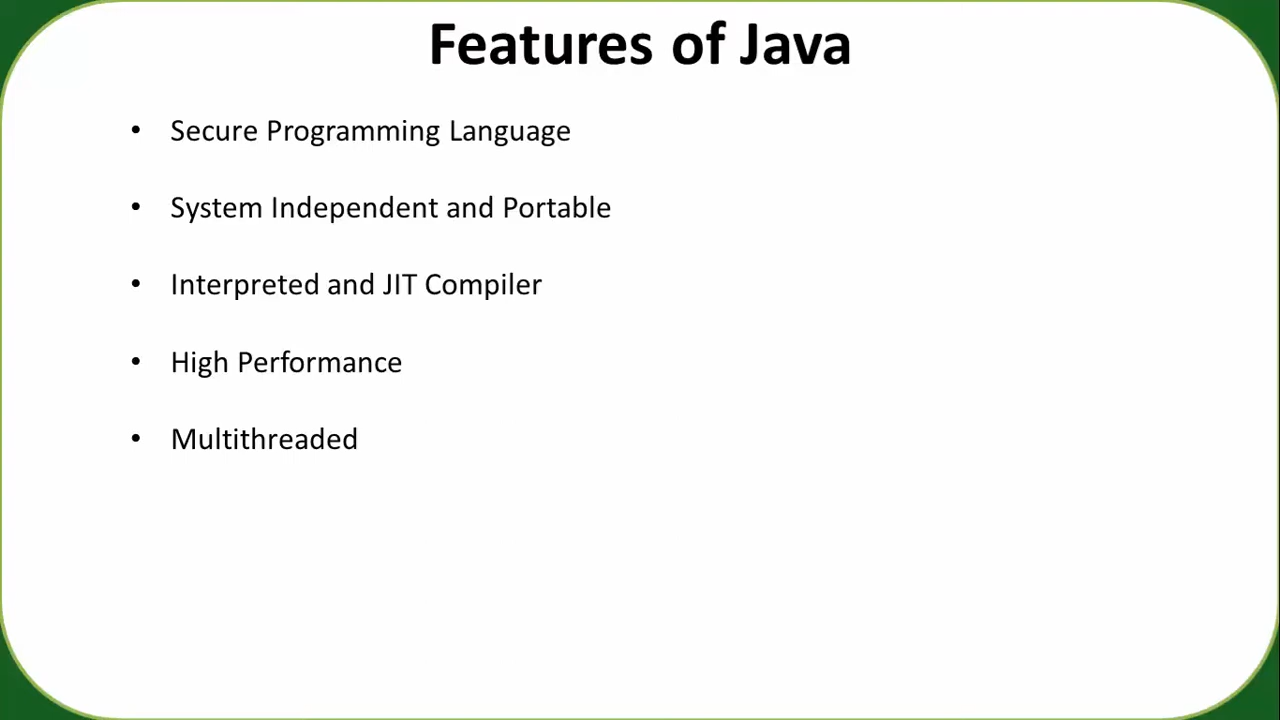 Features of Java
• Secure Programming Language
• System Independent and Portable
• Interpreted and JIT Compiler
• High Performance
• Multithreaded